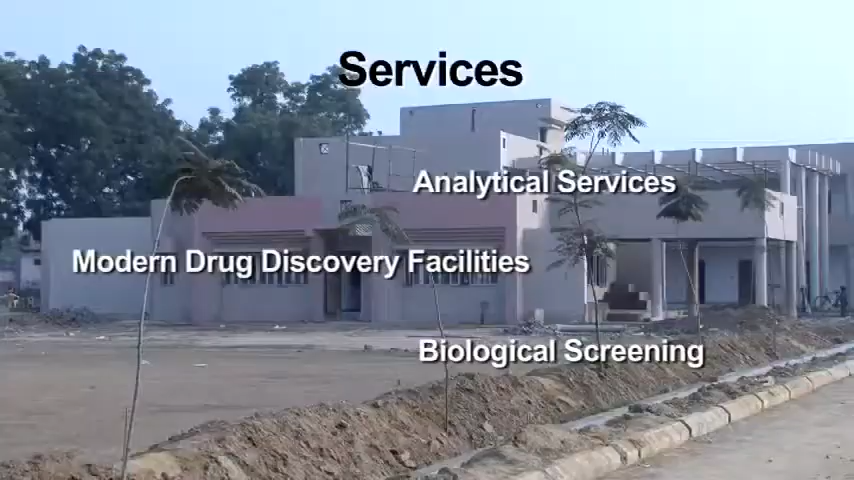 Services
Analytical Services
Modern Drug Discovery Facilities
Biological Screening